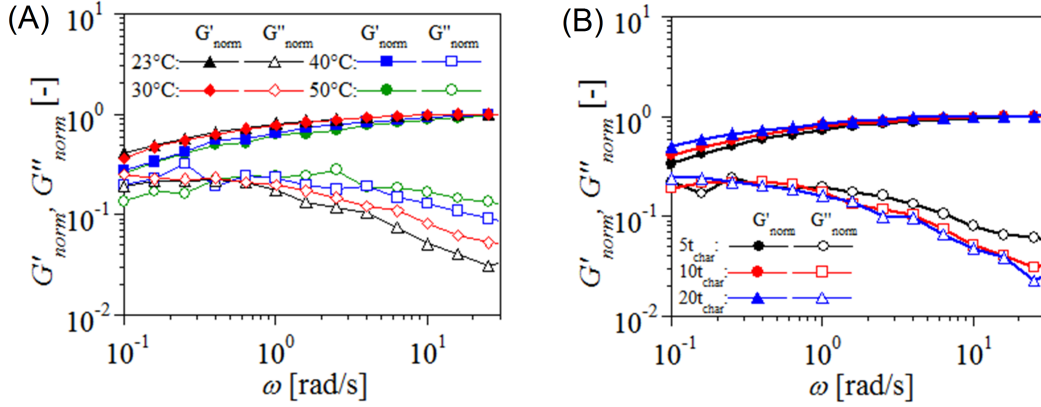 (A)
G'norm G''norm G'norm G''norm
23°C: 40°C:
30°C: 50°C:
G'norm, G''norm [-]
10^1
10^0
10^-1
10^-2
10^-1 10^0 10^1
ω [rad/s]
(B)
G'norm, G''norm [-]
10^1
10^0
10^-1
10^-2
G'norm G''norm
5tchar:
10tchar:
20tchar:
10^-1 10^0 10^1
ω [rad/s]